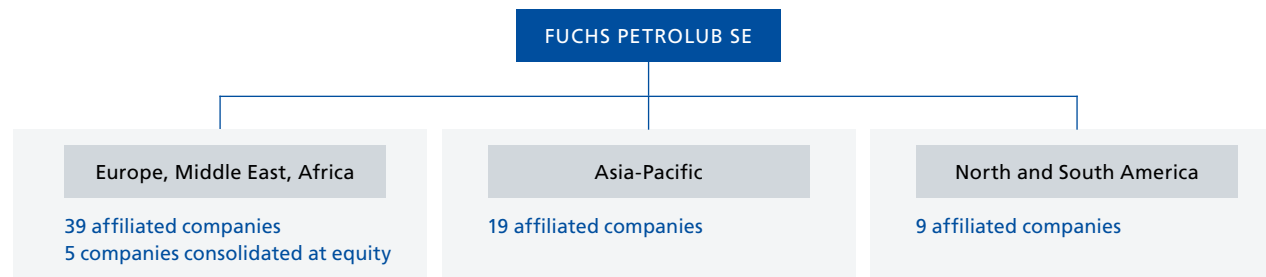 FUCHS PETROLUB SE
Europe, Middle East, Africa
39 affiliated companies
5 companies consolidated at equity
Asia-Pacific
19 affiliated companies
North and South America
9 affiliated companies